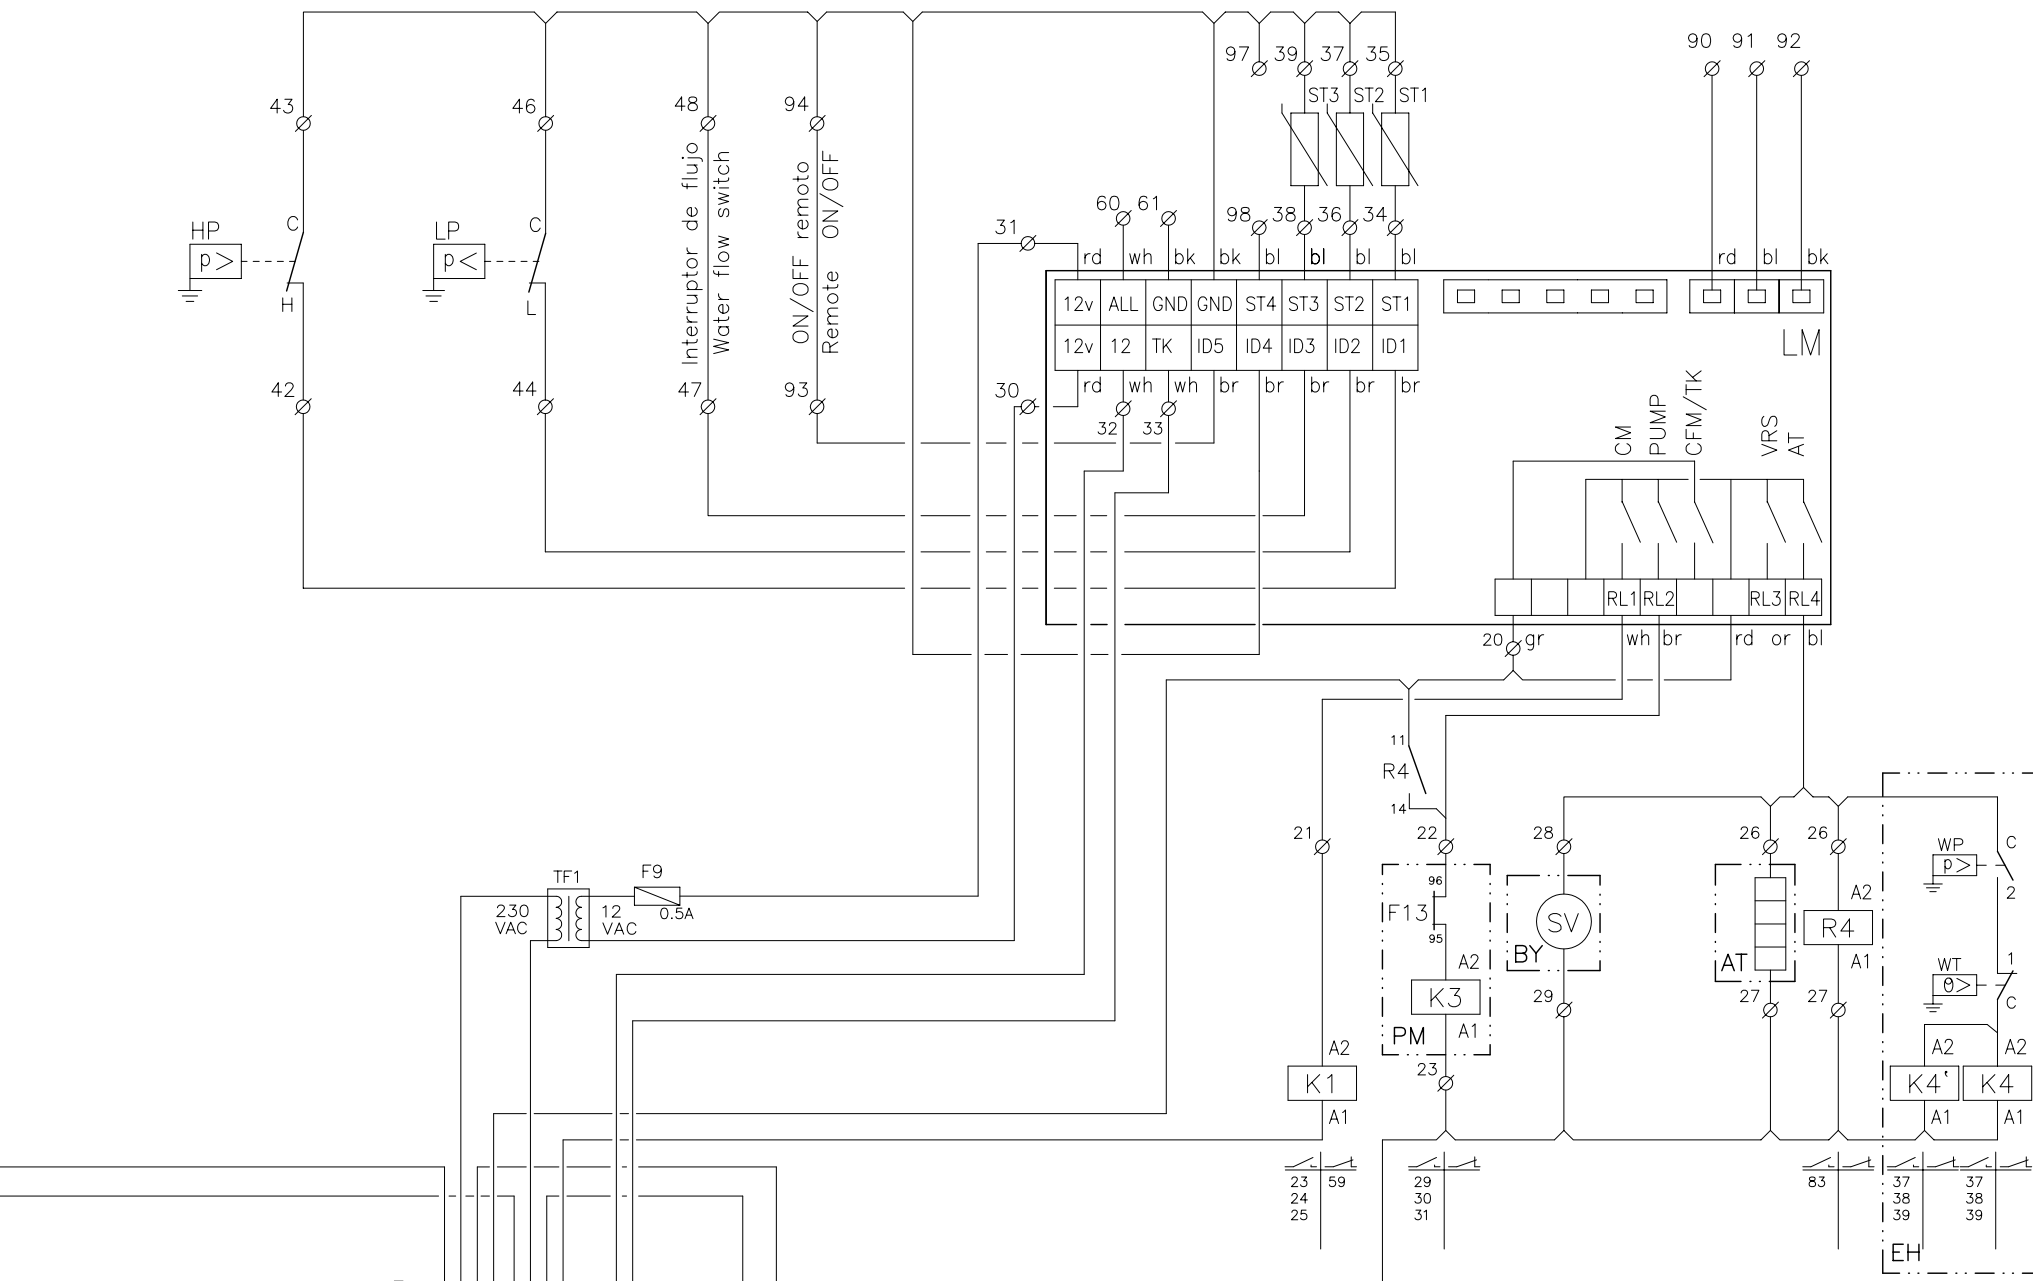 97 39 37 35 90 91 92
ST3 ST2 ST1
43 46 48 94
Interruptor de flujo
Water flow switch
ON/OFF remoto
Remote ON/OFF
HP C LP C
p> p<
H L
31 60 61 98 38 36 34
rd wh bk bk bl bl bl bl rd bl bk
12v ALL GND GND ST4 ST3 ST2 ST1
12v 12 TK ID5 ID4 ID3 ID2 ID1
LM
rd wh wh br br br br br
42 44 47 93 30
32 33
CM
PUMP
CFM/TK
VRS
AT
RL1 RL2 RL3 RL4
20 gr wh br rd or bl
11
R4
14
21 22 28 26 26
WP C
p>
2
TF1 F9
230 VAC
12 VAC
0.5A
96
F13
95
SV
BY
AT
A2
R4
A1
A2
K3
A1
PM
29 27 27
WT 1
θ>
C
23
A2 A2 A2
K1 K4' K4
A1 A1 A1
23 59 29 83 37 37
24 30 38 38
25 31 39 39
EH